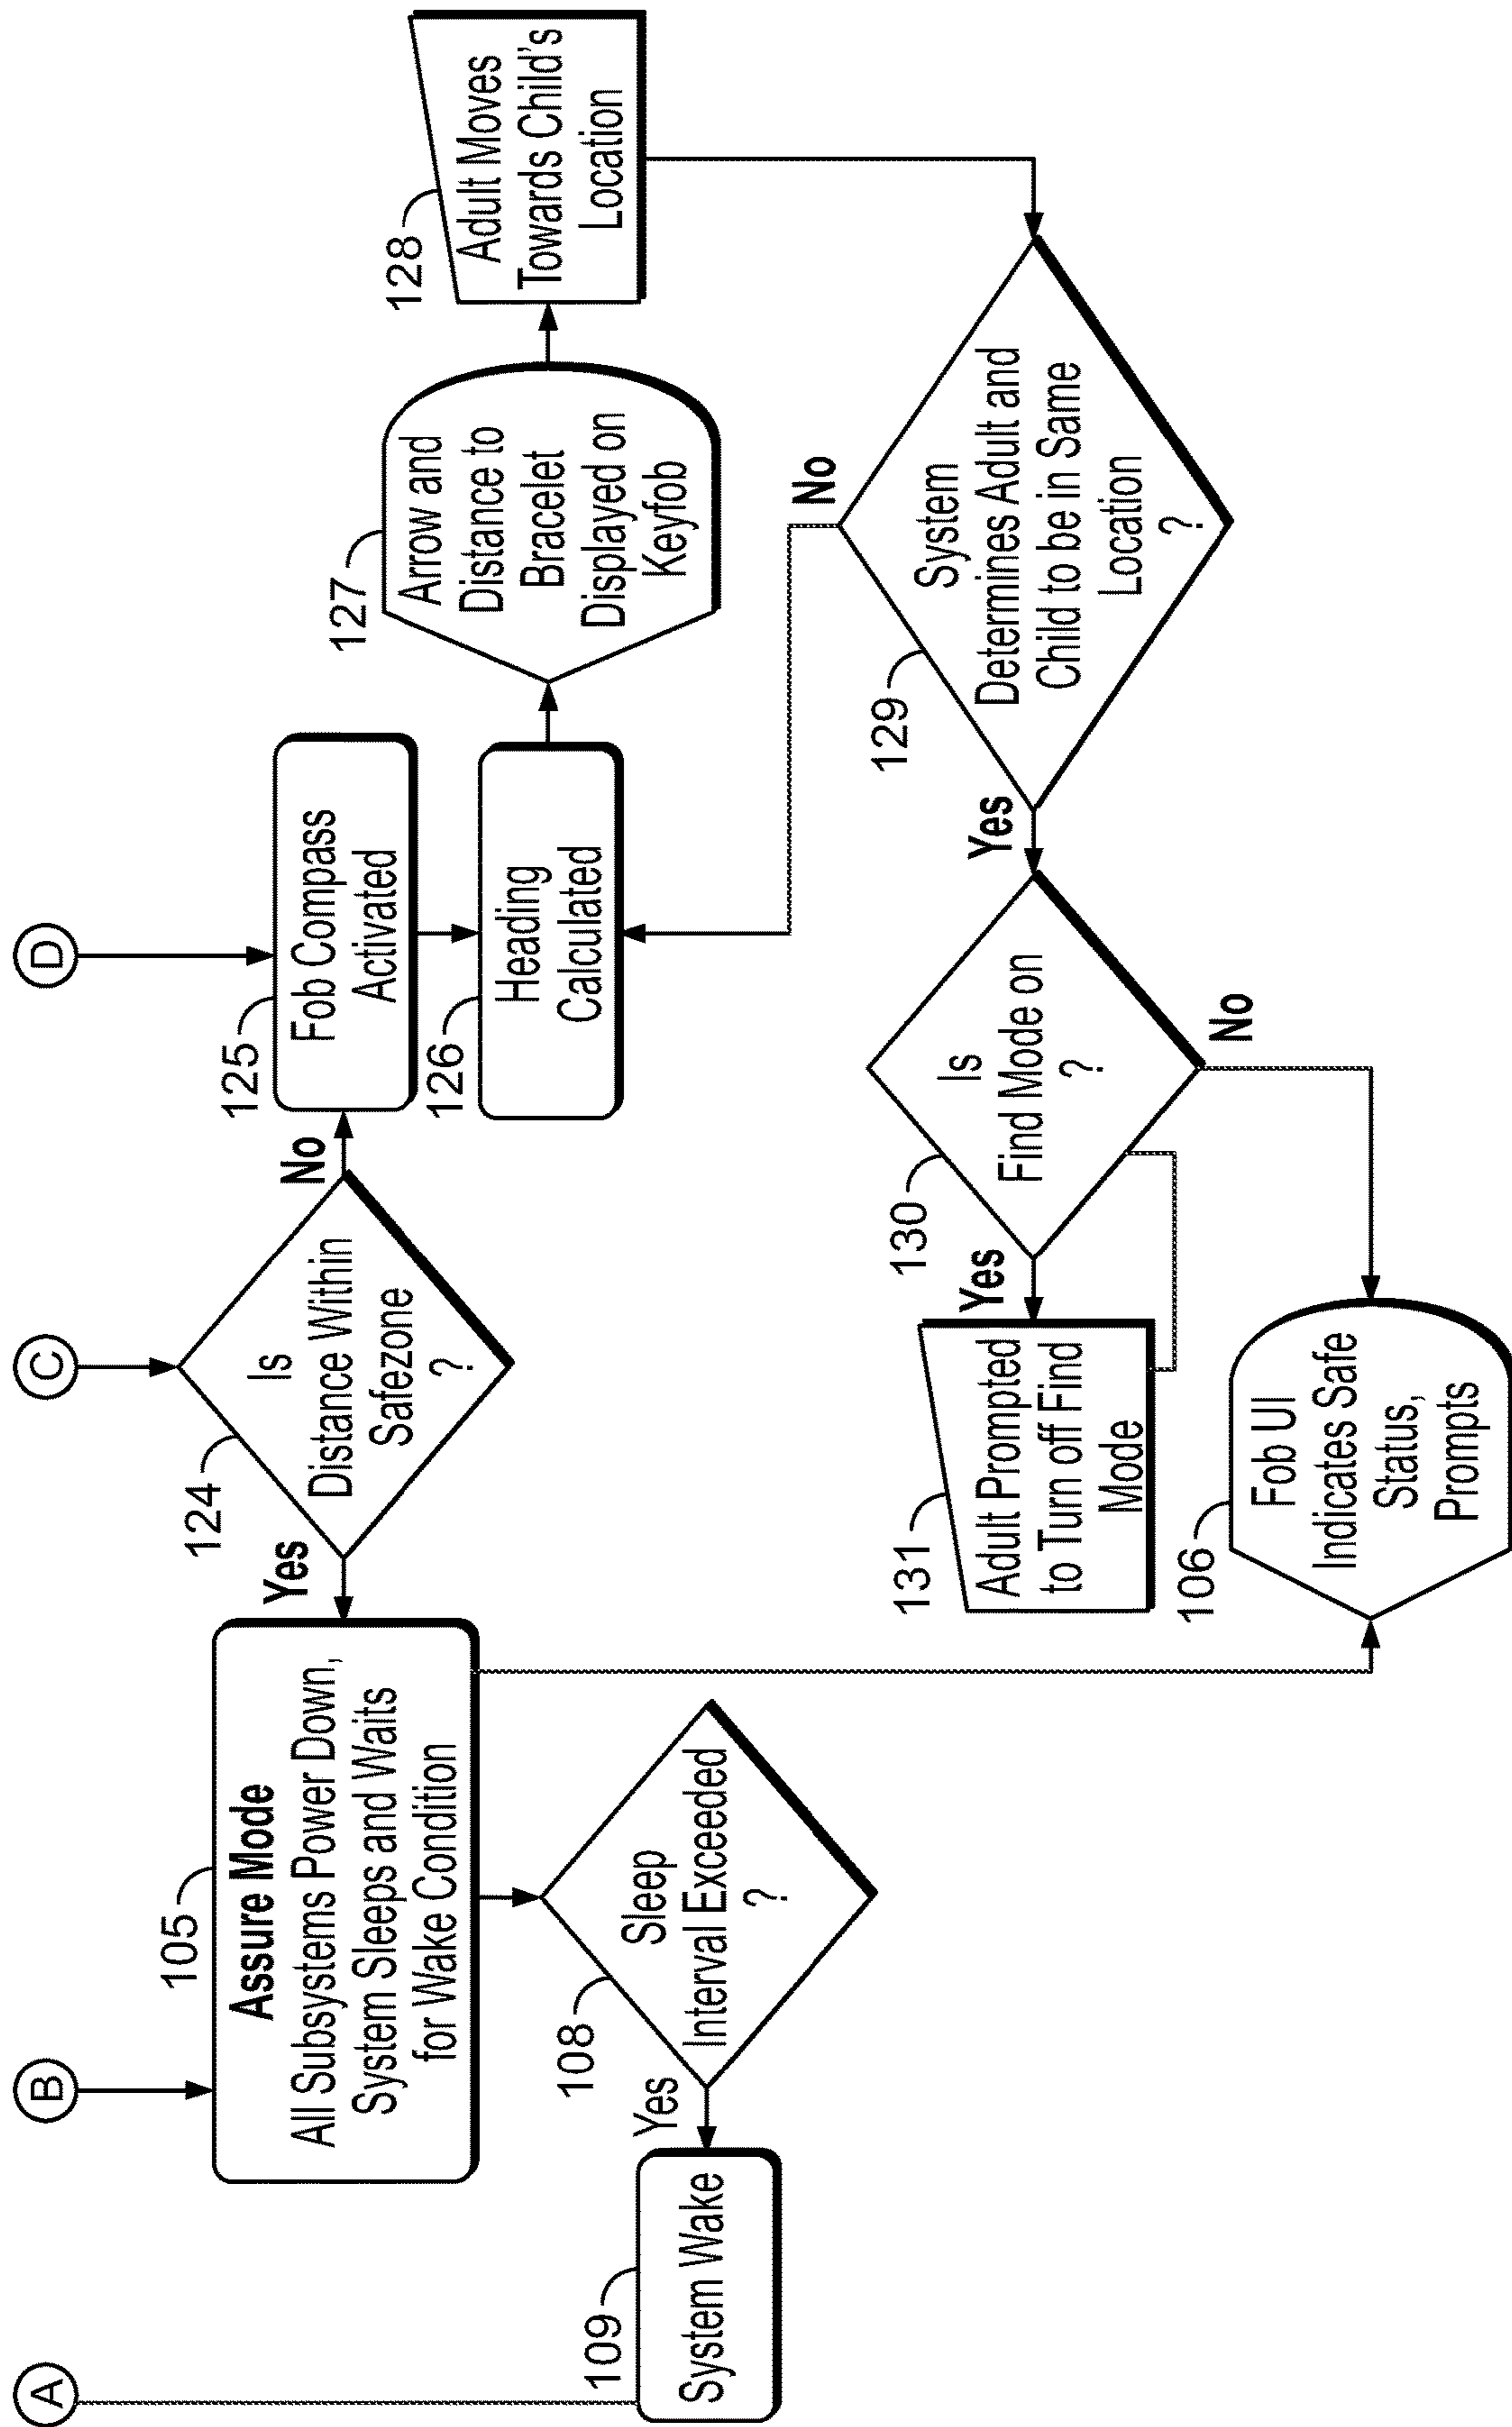 A
B
C
D
105
Assure Mode
All Subsystems Power Down,
System Sleeps and Waits
for Wake Condition
Yes
124
Is
Distance Within
Safezone
?
No
125
Fob Compass
Activated
126
Heading
Calculated
127
Arrow and
Distance to
Bracelet
Displayed on
Keyfob
128
Adult Moves
Towards Child's
Location
109
System Wake
Yes
108
Sleep
Interval Exceeded
?
131
Adult Prompted
to Turn off Find
Mode
Yes
130
Is
Find Mode on
?
No
Yes
129
System
Determines Adult and
Child to be in Same
Location
?
No
106
Fob UI
Indicates Safe
Status,
Prompts